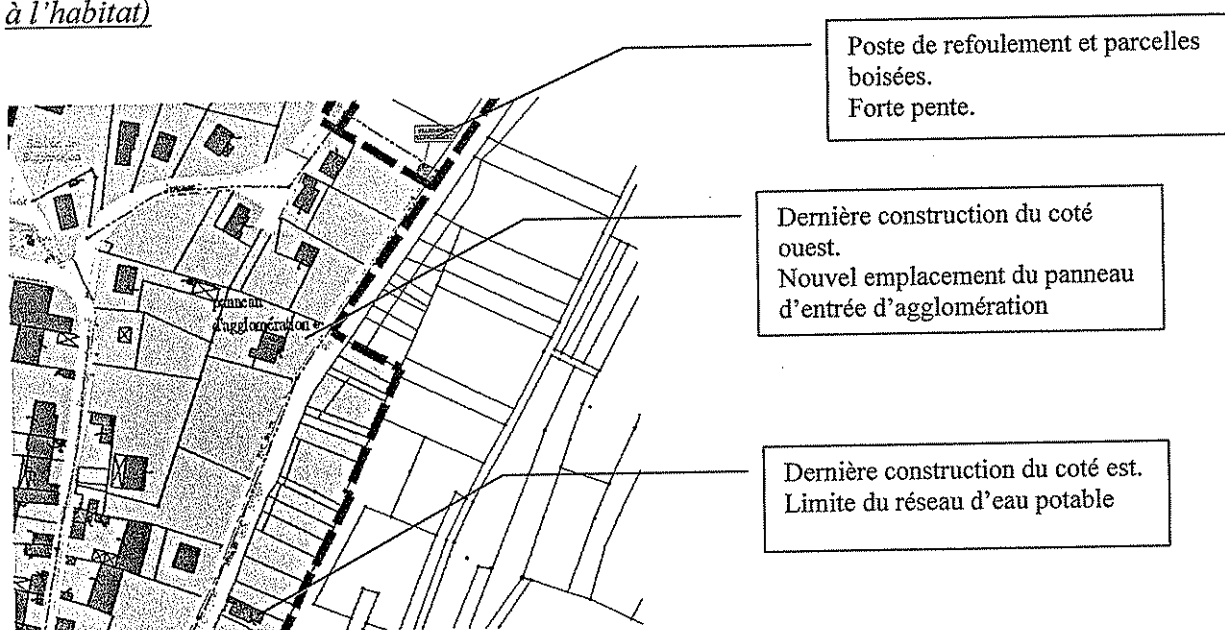 à l'habitat)
Poste de refoulement et parcelles
boisées.
Forte pente.
Dernière construction du coté
ouest.
Nouvel emplacement du panneau
d'entrée d'agglomération
panneau
d'agglomération
Dernière construction du coté est.
Limite du réseau d'eau potable